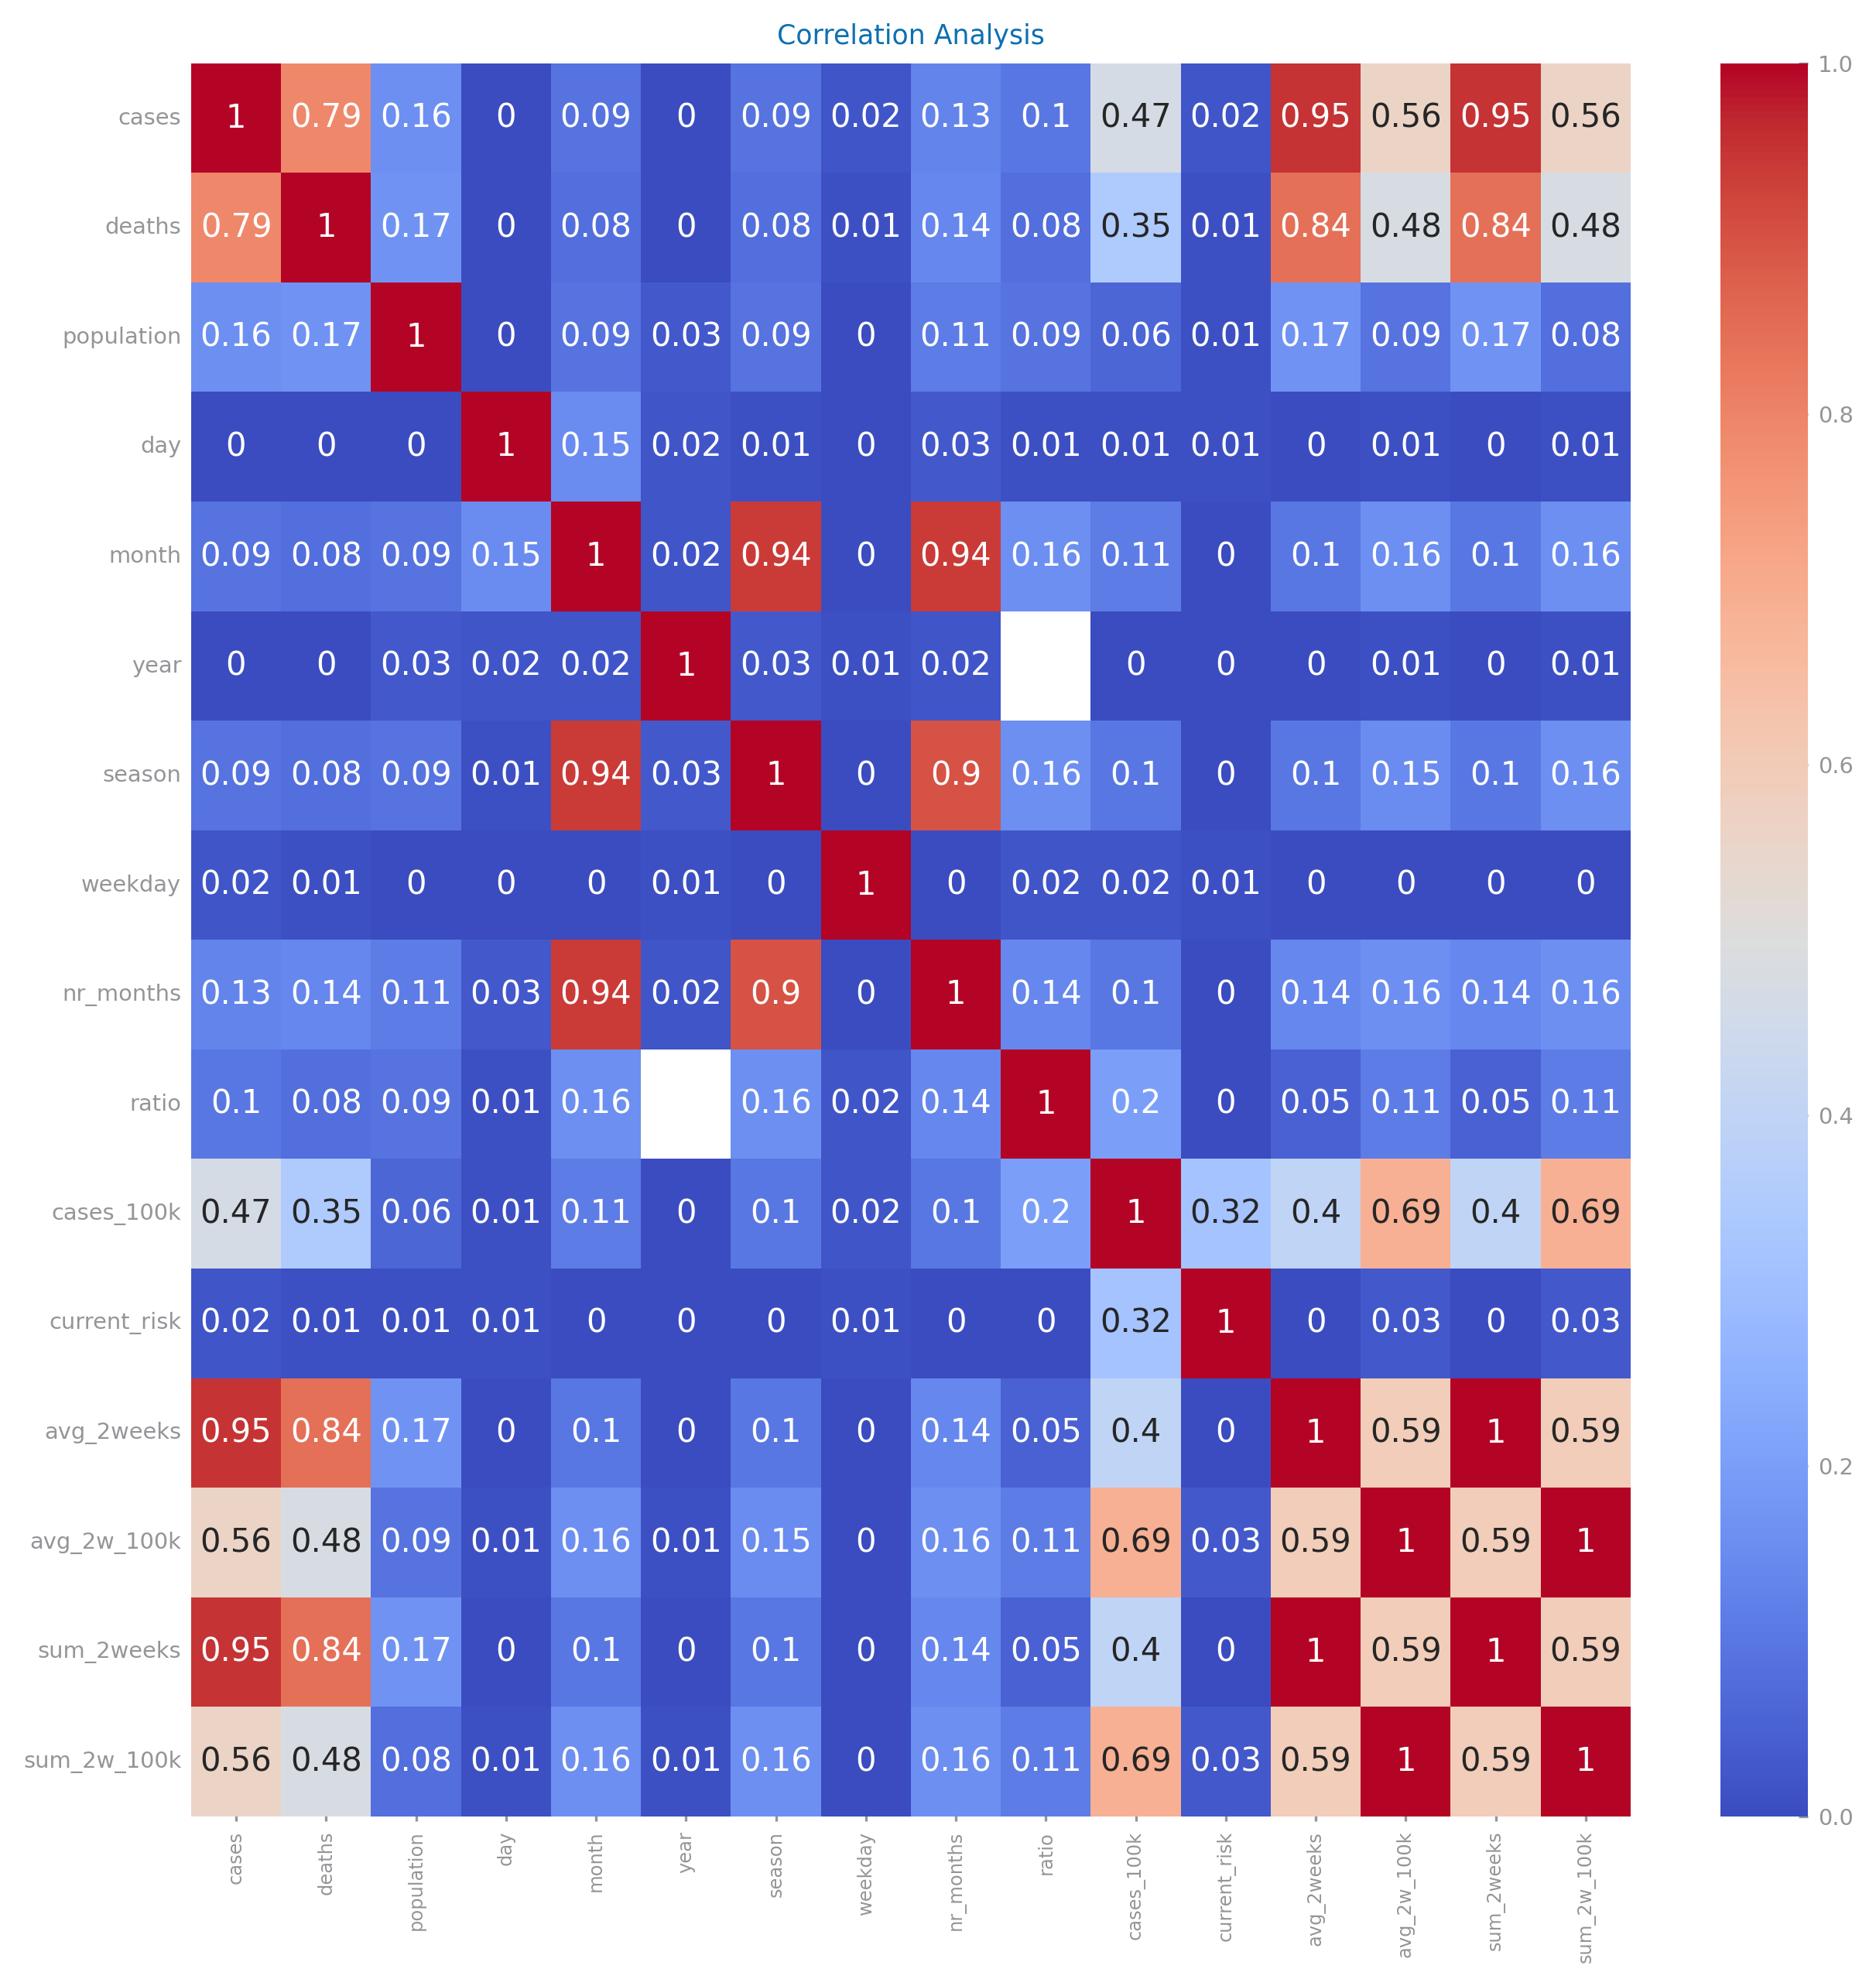 Correlation Analysis
cases 1 0.79 0.16 0 0.09 0 0.09 0.02 0.13 0.1 0.47 0.02 0.95 0.56 0.95 0.56
deaths 0.79 1 0.17 0 0.08 0 0.08 0.01 0.14 0.08 0.35 0.01 0.84 0.48 0.84 0.48
population 0.16 0.17 1 0 0.09 0.03 0.09 0 0.11 0.09 0.06 0.01 0.17 0.09 0.17 0.08
day 0 0 0 1 0.15 0.02 0.01 0 0.03 0.01 0.01 0.01 0 0.01 0 0.01
month 0.09 0.08 0.09 0.15 1 0.02 0.94 0 0.94 0.16 0.11 0 0.1 0.16 0.1 0.16
year 0 0 0.03 0.02 0.02 1 0.03 0.01 0.02 0 0 0 0.01 0 0.01
season 0.09 0.08 0.09 0.01 0.94 0.03 1 0 0.9 0.16 0.1 0 0.1 0.15 0.1 0.16
weekday 0.02 0.01 0 0 0 0.01 0 1 0 0.02 0.02 0.01 0 0 0 0
nr_months 0.13 0.14 0.11 0.03 0.94 0.02 0.9 0 1 0.14 0.1 0 0.14 0.16 0.14 0.16
ratio 0.1 0.08 0.09 0.01 0.16 0.16 0.02 0.14 1 0.2 0 0.05 0.11 0.05 0.11
cases_100k 0.47 0.35 0.06 0.01 0.11 0 0.1 0.02 0.1 0.2 1 0.32 0.4 0.69 0.4 0.69
current_risk 0.02 0.01 0.01 0.01 0 0 0 0.01 0 0 0.32 1 0 0.03 0 0.03
avg_2weeks 0.95 0.84 0.17 0 0.1 0 0.1 0 0.14 0.05 0.4 0 1 0.59 1 0.59
avg_2w_100k 0.56 0.48 0.09 0.01 0.16 0.01 0.15 0 0.16 0.11 0.69 0.03 0.59 1 0.59 1
sum_2weeks 0.95 0.84 0.17 0 0.1 0 0.1 0 0.14 0.05 0.4 0 1 0.59 1 0.59
sum_2w_100k 0.56 0.48 0.08 0.01 0.16 0.01 0.16 0 0.16 0.11 0.69 0.03 0.59 1 0.59 1
cases deaths population day month year season weekday nr_months ratio cases_100k current_risk avg_2weeks avg_2w_100k sum_2weeks sum_2w_100k
1.0
0.8
0.6
0.4
0.2
0.0